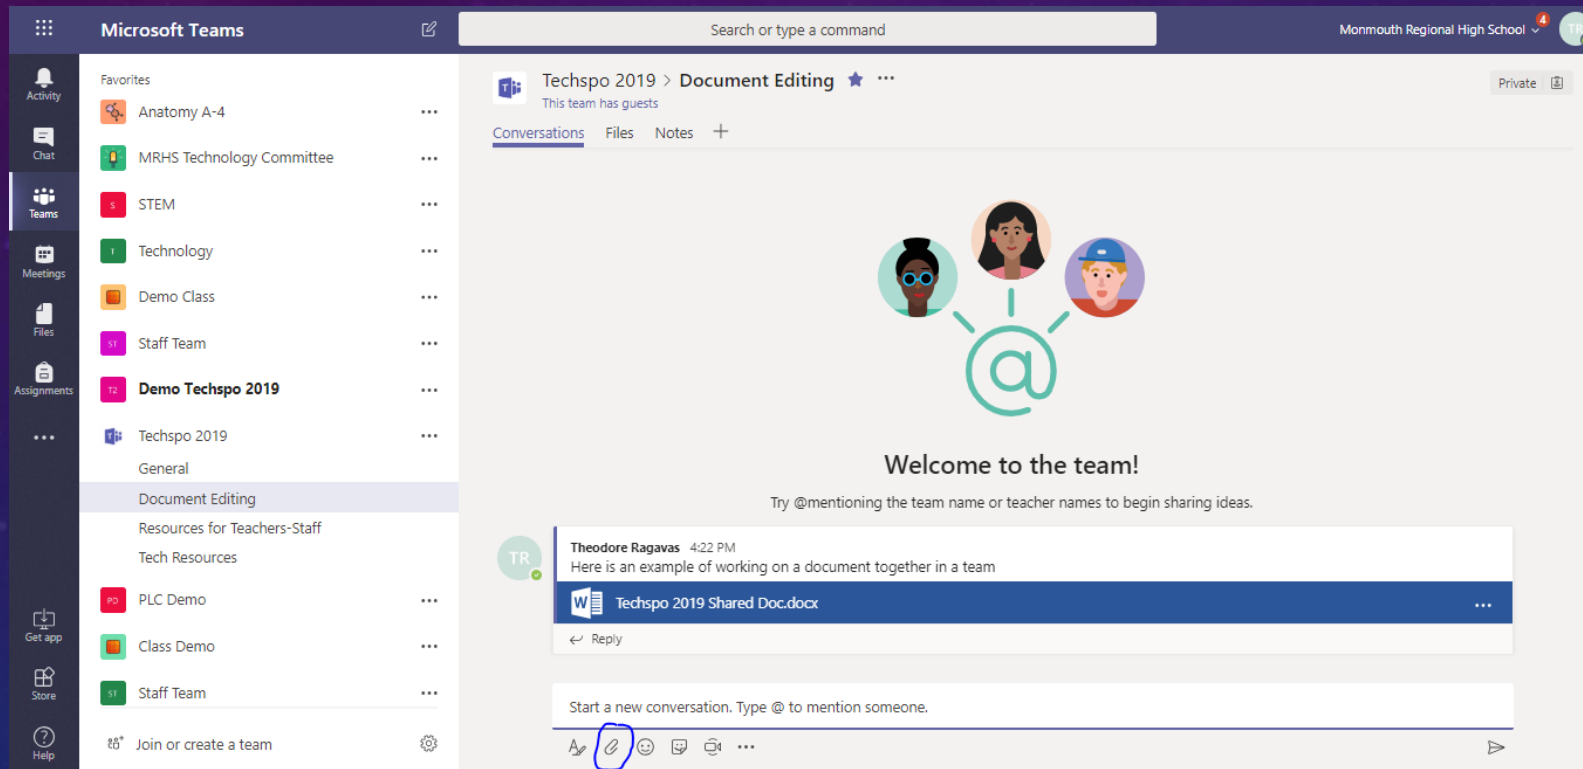 Microsoft Teams
Search or type a command
Monmouth Regional High School
4
TR
Activity
Chat
Teams
Meetings
Files
Assignments
Get app
Store
Help
Favorites
Anatomy A-4
MRHS Technology Committee
S STEM
T Technology
Demo Class
ST Staff Team
T2 Demo Techspo 2019
Techspo 2019
General
Document Editing
Resources for Teachers-Staff
Tech Resources
PD PLC Demo
Class Demo
ST Staff Team
Join or create a team
Techspo 2019 > Document Editing
This team has guests
Private
Conversations Files Notes
Welcome to the team!
Try @mentioning the team name or teacher names to begin sharing ideas.
TR
Theodore Ragavas 4:22 PM
Here is an example of working on a document together in a team
Techspo 2019 Shared Doc.docx
Reply
Start a new conversation. Type @ to mention someone.